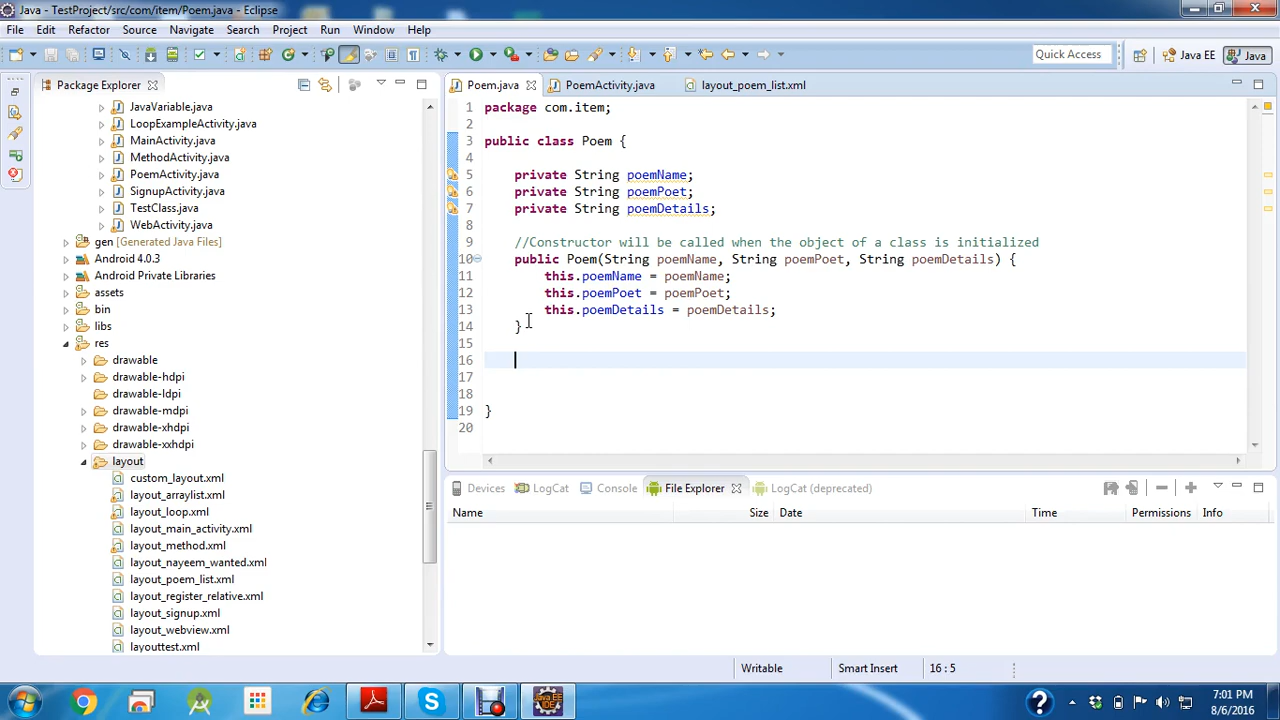 Java - TestProject/src/com/item/Poem.java - Eclipse
File Edit Refactor Source Navigate Search Project Run Window Help
Quick Access Java EE Java
Package Explorer
JavaVariable.java
LoopExampleActivity.java
MainActivity.java
MethodActivity.java
PoemActivity.java
SignupActivity.java
TestClass.java
WebActivity.java
gen [Generated Java Files]
Android 4.0.3
Android Private Libraries
assets
bin
libs
res
drawable
drawable-hdpi
drawable-ldpi
drawable-mdpi
drawable-xhdpi
drawable-xxhdpi
layout
custom_layout.xml
layout_arraylist.xml
layout_loop.xml
layout_main_activity.xml
layout_method.xml
layout_nayeem_wanted.xml
layout_poem_list.xml
layout_register_relative.xml
layout_signup.xml
layout_webview.xml
layouttest.xml
Poem.java PoemActivity.java layout_poem_list.xml
1 package com.item;
2
3 public class Poem {
4
5 private String poemName;
6 private String poemPoet;
7 private String poemDetails;
8
9 //Constructor will be called when the object of a class is initialized
10 public Poem(String poemName, String poemPoet, String poemDetails) {
11 this.poemName = poemName;
12 this.poemPoet = poemPoet;
13 this.poemDetails = poemDetails;
14 }
15
16
17
18
19 }
20
Devices LogCat Console File Explorer LogCat (deprecated)
Name Size Date Time Permissions Info
Writable Smart Insert 16 : 5
7:01 PM
8/6/2016